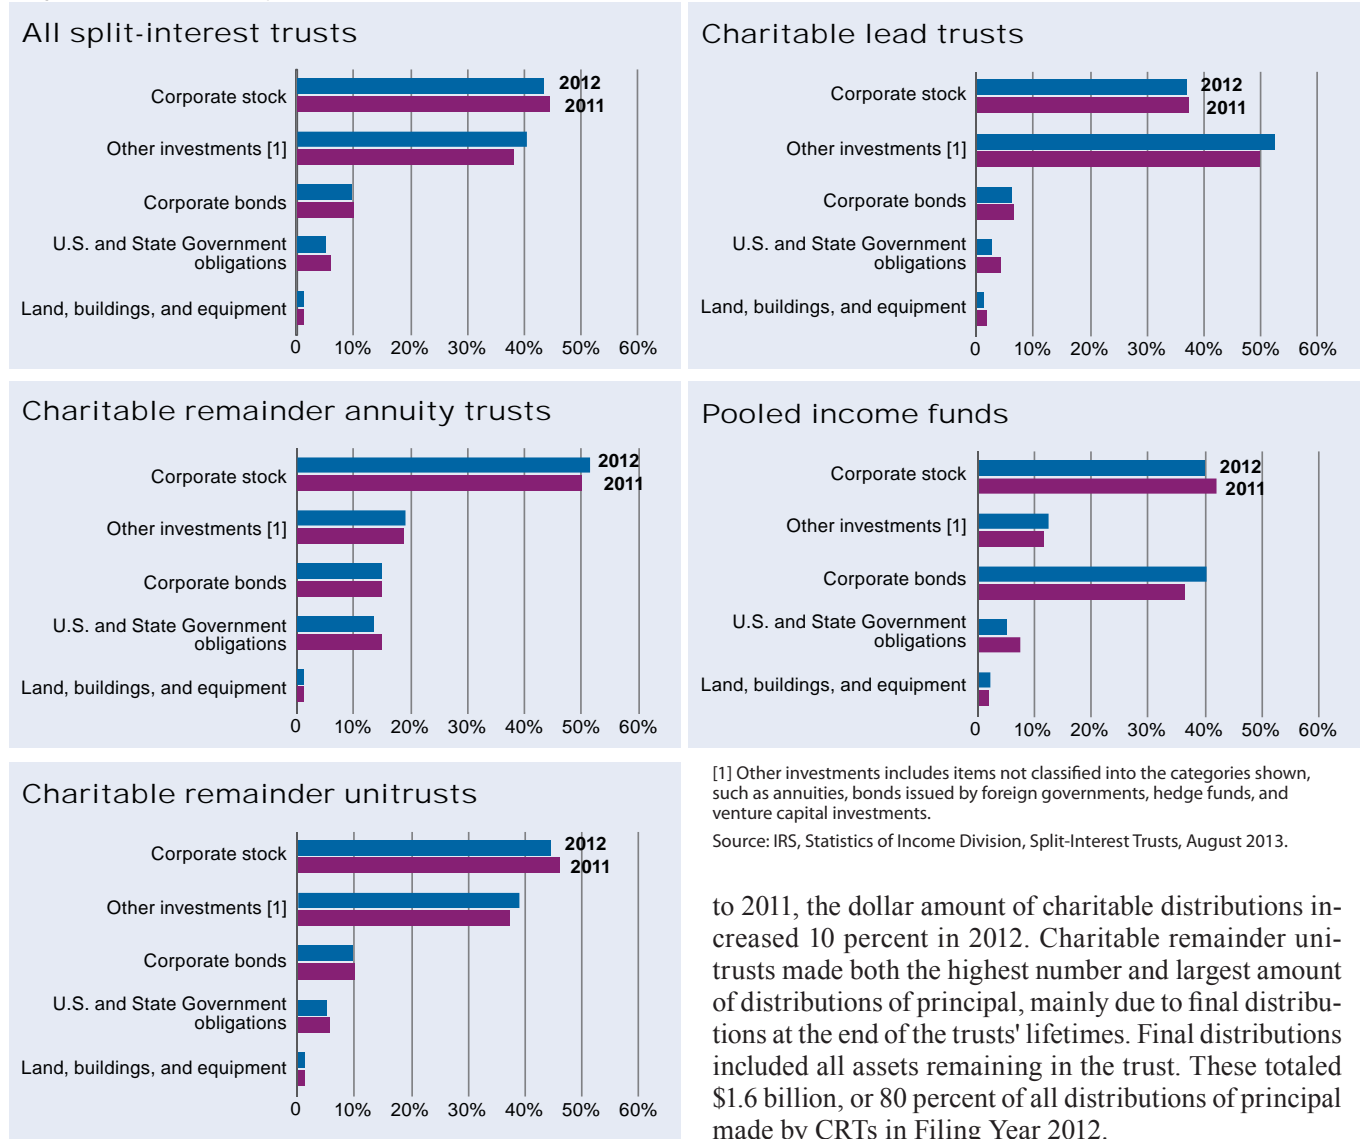 All split-interest trusts
2012
Corporate stock
2011
Other investments [1]
Corporate bonds
U.S. and State Government
obligations
Land, buildings, and equipment
0 10% 20% 30% 40% 50% 60%
Charitable lead trusts
2012
Corporate stock
2011
Other investments [1]
Corporate bonds
U.S. and State Government
obligations
Land, buildings, and equipment
0 10% 20% 30% 40% 50% 60%
Charitable remainder annuity trusts
2012
Corporate stock
2011
Other investments [1]
Corporate bonds
U.S. and State Government
obligations
Land, buildings, and equipment
0 10% 20% 30% 40% 50% 60%
Pooled income funds
2012
Corporate stock
2011
Other investments [1]
Corporate bonds
U.S. and State Government
obligations
Land, buildings, and equipment
0 10% 20% 30% 40% 50% 60%
Charitable remainder unitrusts
2012
Corporate stock
2011
Other investments [1]
Corporate bonds
U.S. and State Government
obligations
Land, buildings, and equipment
0 10% 20% 30% 40% 50% 60%
[1] Other investments includes items not classified into the categories shown,
such as annuities, bonds issued by foreign governments, hedge funds, and
venture capital investments.
Source: IRS, Statistics of Income Division, Split-Interest Trusts, August 2013.
to 2011, the dollar amount of charitable distributions in-
creased 10 percent in 2012. Charitable remainder uni-
trusts made both the highest number and largest amount
of distributions of principal, mainly due to final distribu-
tions at the end of the trusts' lifetimes. Final distributions
included all assets remaining in the trust. These totaled
$1.6 billion, or 80 percent of all distributions of principal
made by CRTs in Filing Year 2012.